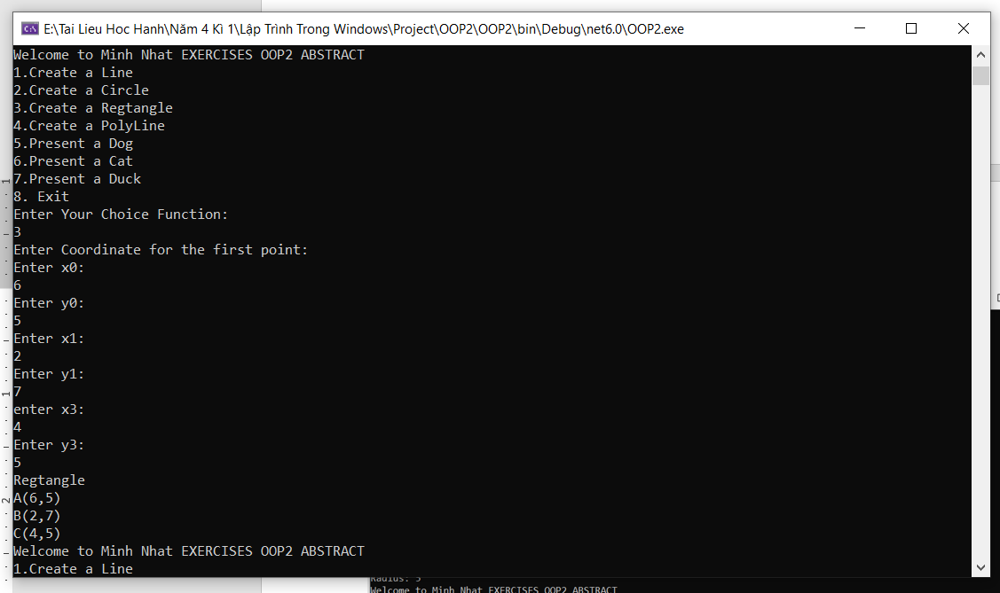 E:\Tai Lieu Hoc Hanh\Năm 4 Kì 1\Lập Trình Trong Windows\Project\OOP2\OOP2\bin\Debug\net6.0\OOP2.exe
Welcome to Minh Nhat EXERCISES OOP2 ABSTRACT
1.Create a Line
2.Create a Circle
3.Create a Regtangle
4.Create a PolyLine
5.Present a Dog
6.Present a Cat
7.Present a Duck
8. Exit
Enter Your Choice Function:
3
Enter Coordinate for the first point:
Enter x0:
6
Enter y0:
5
Enter x1:
2
Enter y1:
7
enter x3:
4
Enter y3:
5
Regtangle
A(6,5)
B(2,7)
C(4,5)
Welcome to Minh Nhat EXERCISES OOP2 ABSTRACT
1.Create a Line
Radius: 5
Welcome to Minh Nhat EXERCISES OOP2 ABSTRACT
1
1
2